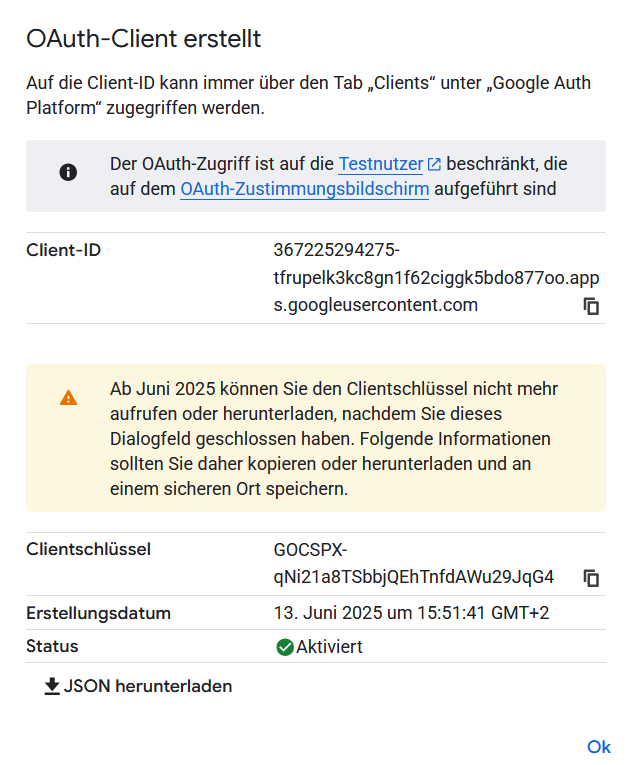 OAuth-Client erstellt
Auf die Client-ID kann immer über den Tab „Clients“ unter „Google Auth
Platform“ zugegriffen werden.
Der OAuth-Zugriff ist auf die Testnutzer beschränkt, die
auf dem OAuth-Zustimmungsbildschirm aufgeführt sind
Client-ID
367225294275-
tfrupelk3kc8gn1f62ciggk5bdo877oo.app
s.googleusercontent.com
Ab Juni 2025 können Sie den Clientschlüssel nicht mehr
aufrufen oder herunterladen, nachdem Sie dieses
Dialogfeld geschlossen haben. Folgende Informationen
sollten Sie daher kopieren oder herunterladen und an
einem sicheren Ort speichern.
Clientschlüssel
GOCSPX-
qNi21a8TSbbjQEhTnfdAWu29JqG4
Erstellungsdatum 13. Juni 2025 um 15:51:41 GMT+2
Status Aktiviert
JSON herunterladen
Ok